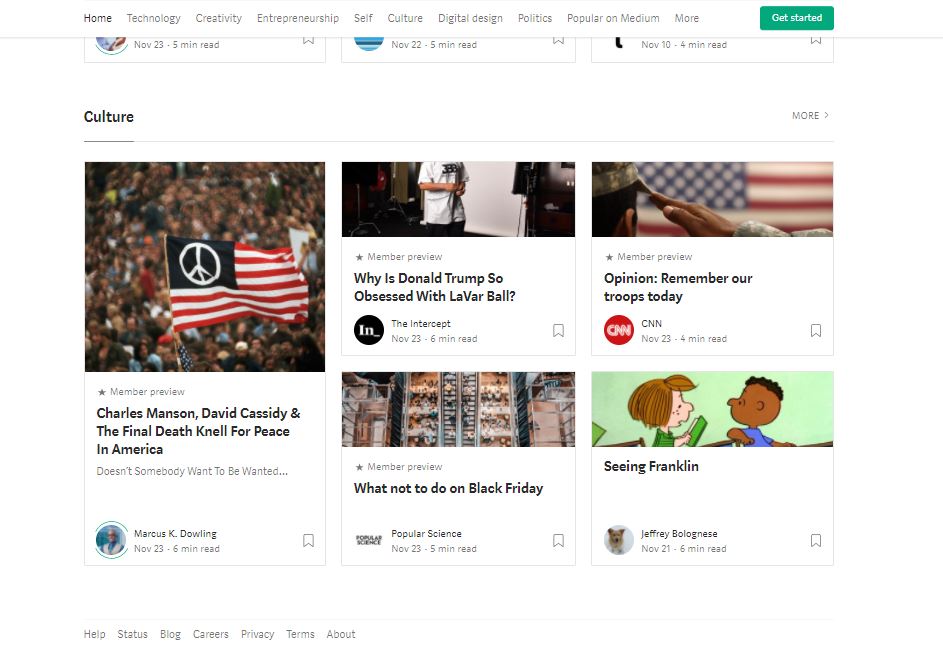 Home Technology Creativity Entrepreneurship Self Culture Digital design Politics Popular on Medium More Get started
Nov 23 - 5 min read
Nov 22 - 5 min read
Nov 10 - 4 min read
Culture
MORE
Member preview
Charles Manson, David Cassidy &
The Final Death Knell For Peace
In America
Doesn't Somebody Want To Be Wanted...
Marcus K. Dowling
Nov 23 - 6 min read
Member preview
Why Is Donald Trump So
Obsessed With LaVar Ball?
In_
The Intercept
Nov 23 - 6 min read
Member preview
Opinion: Remember our
troops today
CNN
CNN
Nov 23 - 4 min read
Member preview
What not to do on Black Friday
POPULAR
SCIENCE
Popular Science
Nov 23 - 5 min read
Seeing Franklin
Jeffrey Bolognese
Nov 21 - 6 min read
Help Status Blog Careers Privacy Terms About